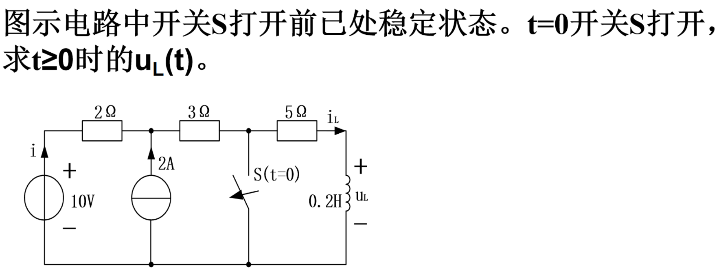 图示电路中开关S打开前已处稳定状态。t=0开关S打开，
求t≥0时的uL(t)。
2Ω 3Ω 5Ω iL
i
+ 2A S(t=0) +
10V 0.2H uL
− −